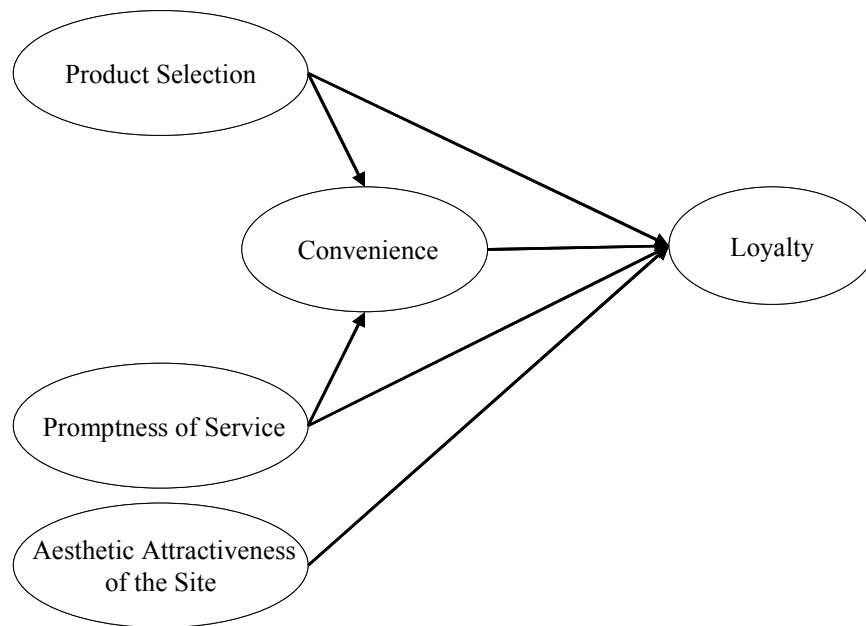 Product Selection
Convenience
Loyalty
Promptness of Service
Aesthetic Attractiveness
of the Site